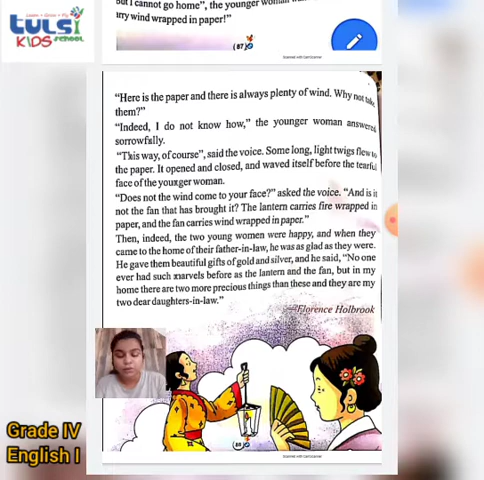 Learn • Grow • Fly
tulsi
KIDS SCHOOL
but I cannot go home", the younger woman
wind wrapped in paper!"
(87)
Scanned with CamScanner
"Here is the paper and there is always plenty of wind. Why not take
them?"
"Indeed, I do not know how," the younger woman answered
sorrowfully.
"This way, of course", said the voice. Some long, light twigs flew to
the paper. It opened and closed, and waved itself before the tearful
face of the younger woman.
"Does not the wind come to your face?" asked the voice. "And is it
not the fan that has brought it? The lantern carries fire wrapped in
paper, and the fan carries wind wrapped in paper."
Then, indeed, the two young women were happy, and when they
came to the home of their father-in-law, he was as glad as they were.
He gave them beautiful gifts of gold and silver, and he said, "No one
ever had such marvels before as the lantern and the fan, but in my
home there are two more precious things than these and they are my
two dear daughters-in-law."
—Florence Holbrook
Grade IV
English I
(88)
Scanned with CamScanner